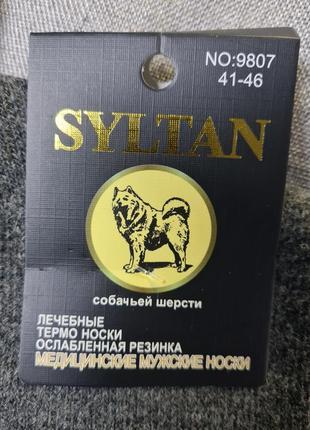 NO:9807
41-46
SYLTAN
собачьей шерсти
ЛЕЧЕБНЫЕ
ТЕРМО НОСКИ
ОСЛАБЛЕННАЯ РЕЗИНКА
МЕДИЦИНСКИЕ МУЖСКИЕ НОСКИ